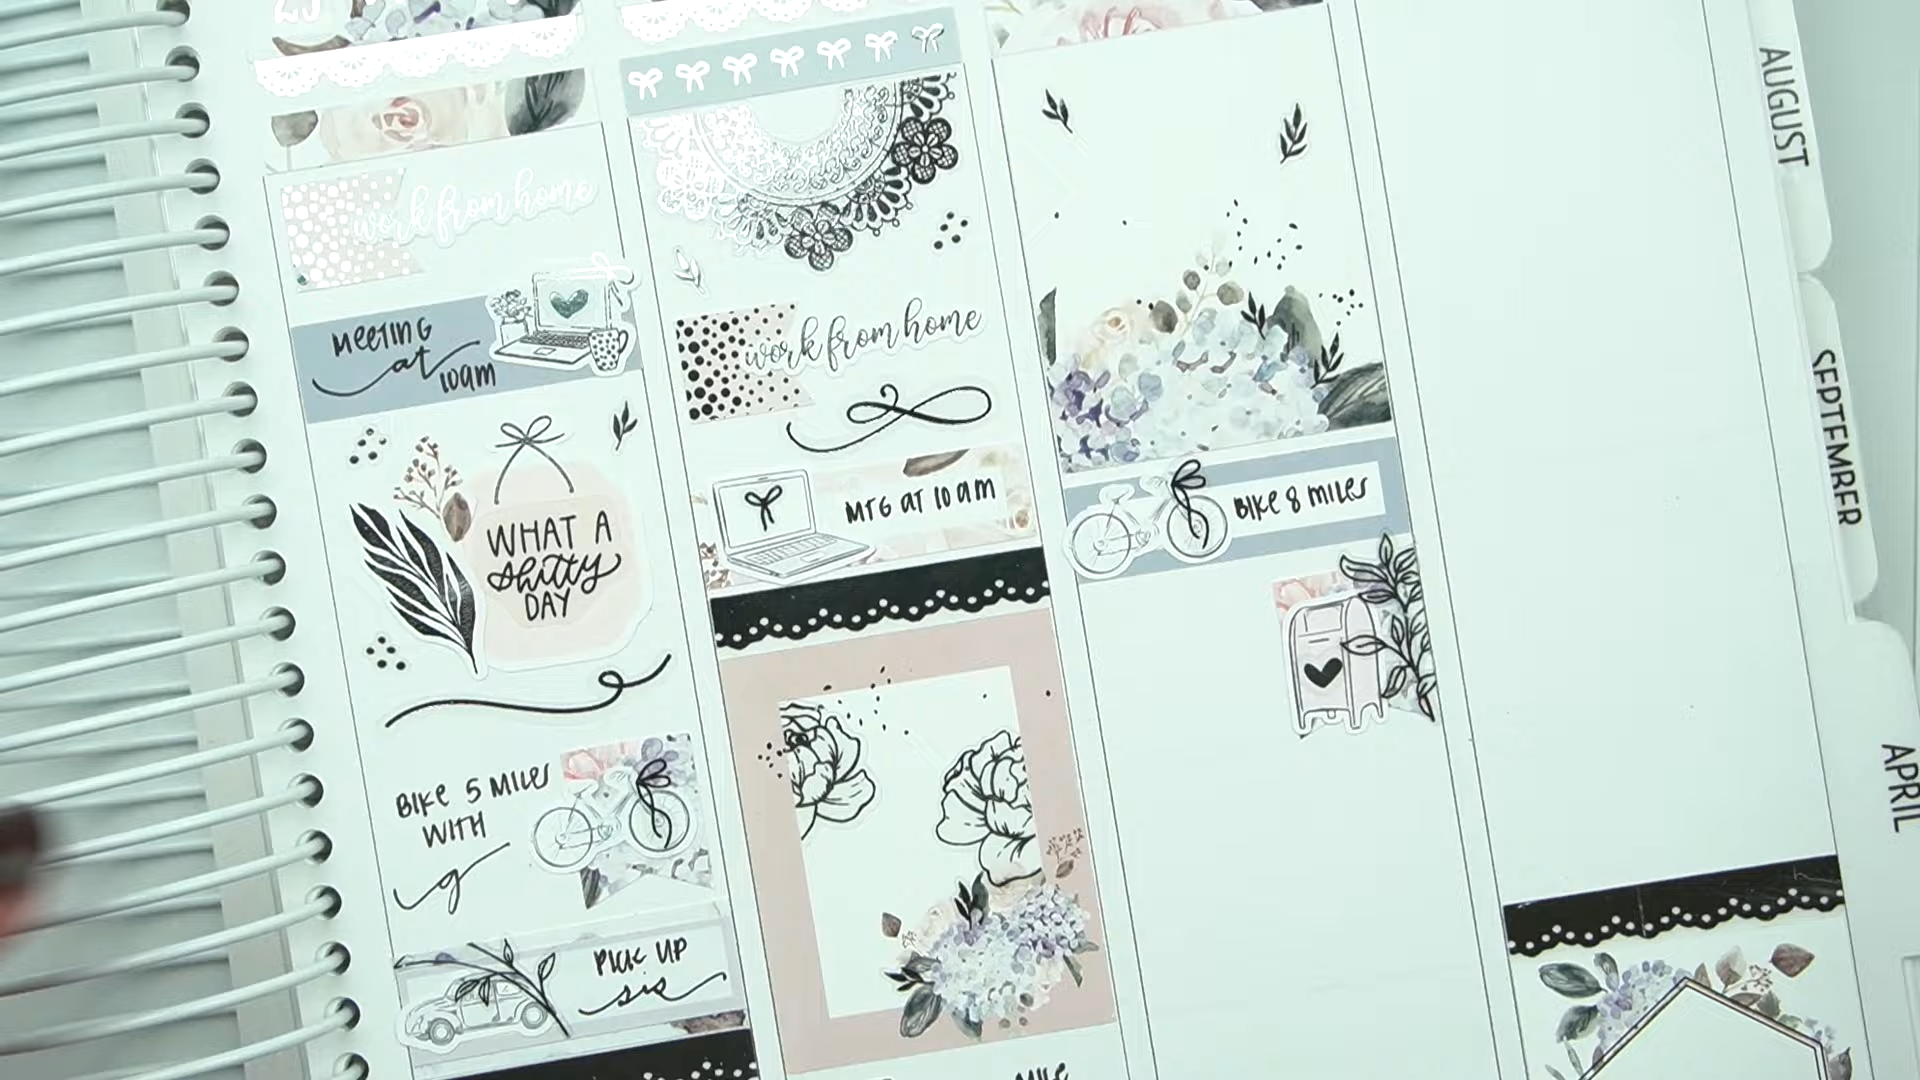 work from home
MEETING
at
10am
WHAT A
shitty
DAY
BIKE 5 MILES
WITH
g
PICK UP
sis
work from home
MTG AT 10 am
MILE
BIKE 8 MILES
AUGUST
SEPTEMBER
APRIL